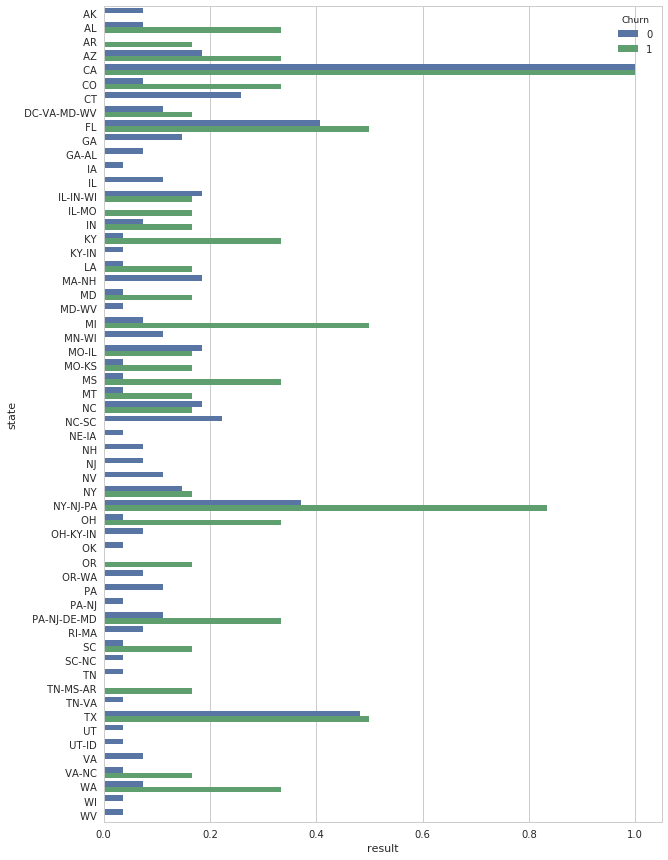 Churn
0
1
AK
AL
AR
AZ
CA
CO
CT
DC-VA-MD-WV
FL
GA
GA-AL
IA
IL
IL-IN-WI
IL-MO
IN
KY
KY-IN
LA
MA-NH
MD
MD-WV
MI
MN-WI
MO-IL
MO-KS
MS
MT
NC
NC-SC
NE-IA
NH
NJ
NV
NY
NY-NJ-PA
OH
OH-KY-IN
OK
OR
OR-WA
PA
PA-NJ
PA-NJ-DE-MD
RI-MA
SC
SC-NC
TN
TN-MS-AR
TN-VA
TX
UT
UT-ID
VA
VA-NC
WA
WI
WV
state
0.0 0.2 0.4 0.6 0.8 1.0
result